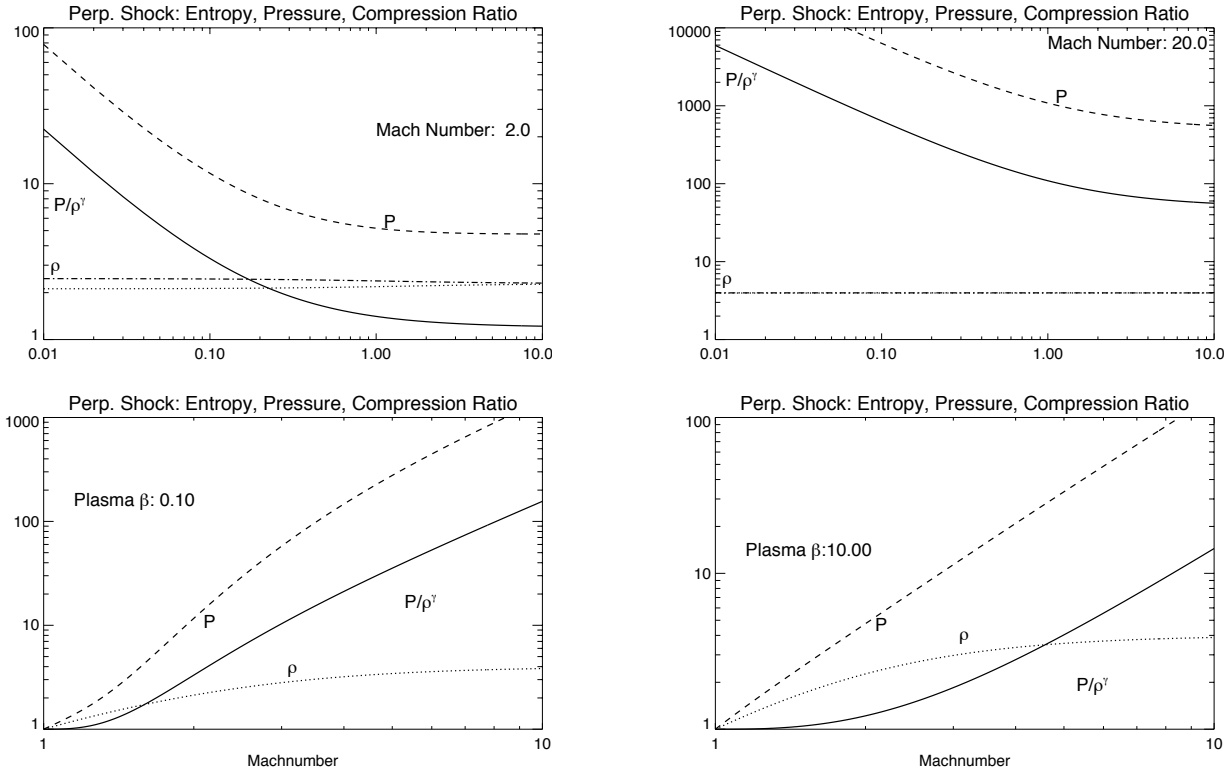 Perp. Shock: Entropy, Pressure, Compression Ratio
100
10
1
P/ρ^γ
P
Mach Number: 2.0
ρ
0.01
0.10
1.00
10.0
Perp. Shock: Entropy, Pressure, Compression Ratio
10000
1000
100
10
1
Mach Number: 20.0
P/ρ^γ
P
ρ
0.01
0.10
1.00
10.0
Perp. Shock: Entropy, Pressure, Compression Ratio
1000
100
10
1
Plasma β: 0.10
P/ρ^γ
P
ρ
1
10
Machnumber
Perp. Shock: Entropy, Pressure, Compression Ratio
100
10
1
Plasma β:10.00
P
ρ
P/ρ^γ
1
10
Machnumber